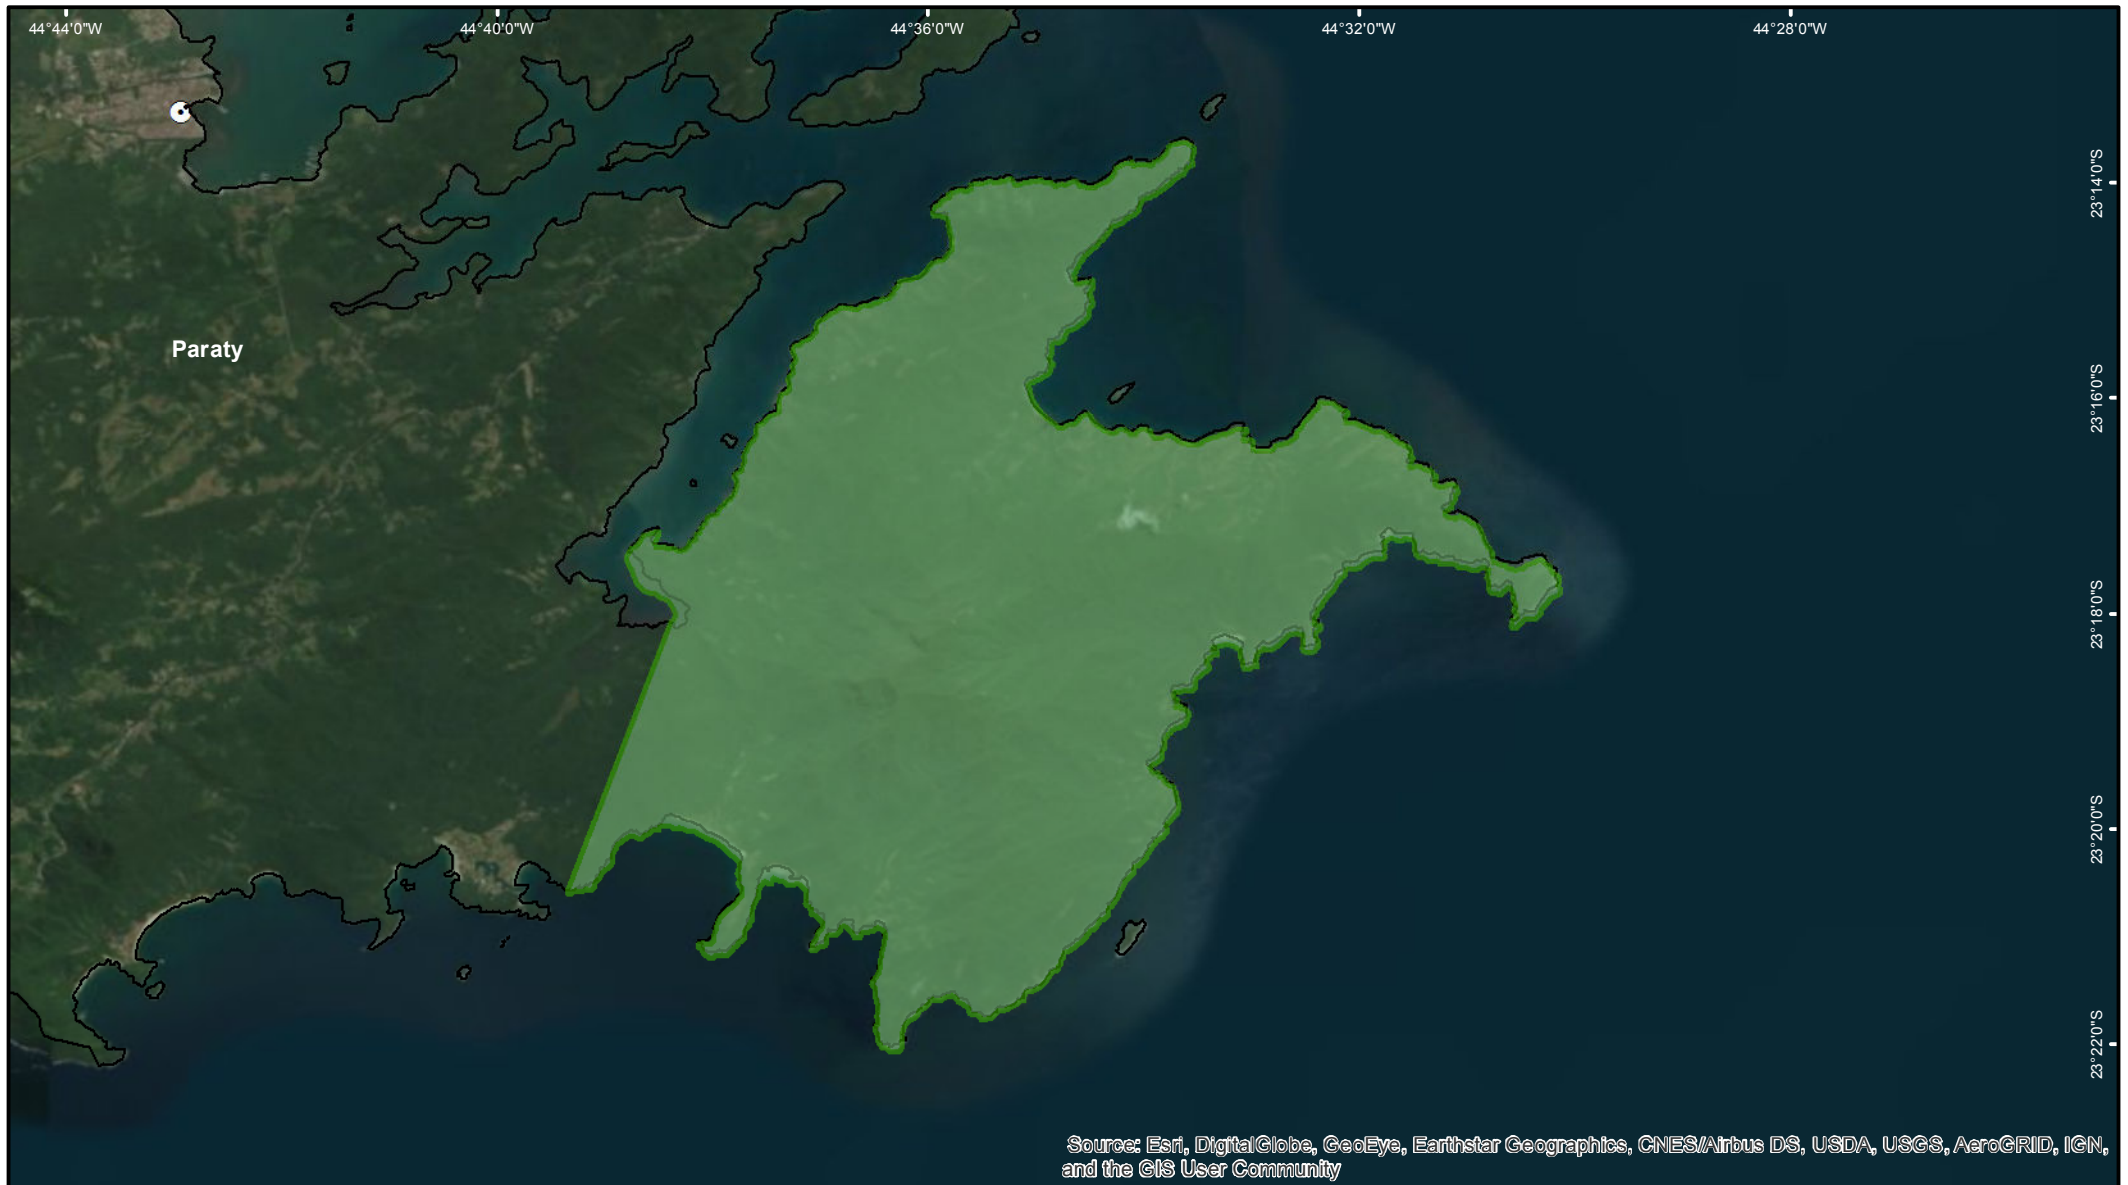 44°44'0"W
44°40'0"W
44°36'0"W
44°32'0"W
44°28'0"W
23°14'0"S
Paraty
23°16'0"S
23°18'0"S
23°20'0"S
23°22'0"S
Source: Esri, DigitalGlobe, GeoEye, Earthstar Geographics, CNES/Airbus DS, USDA, USGS, AeroGRID, IGN,
and the GIS User Community